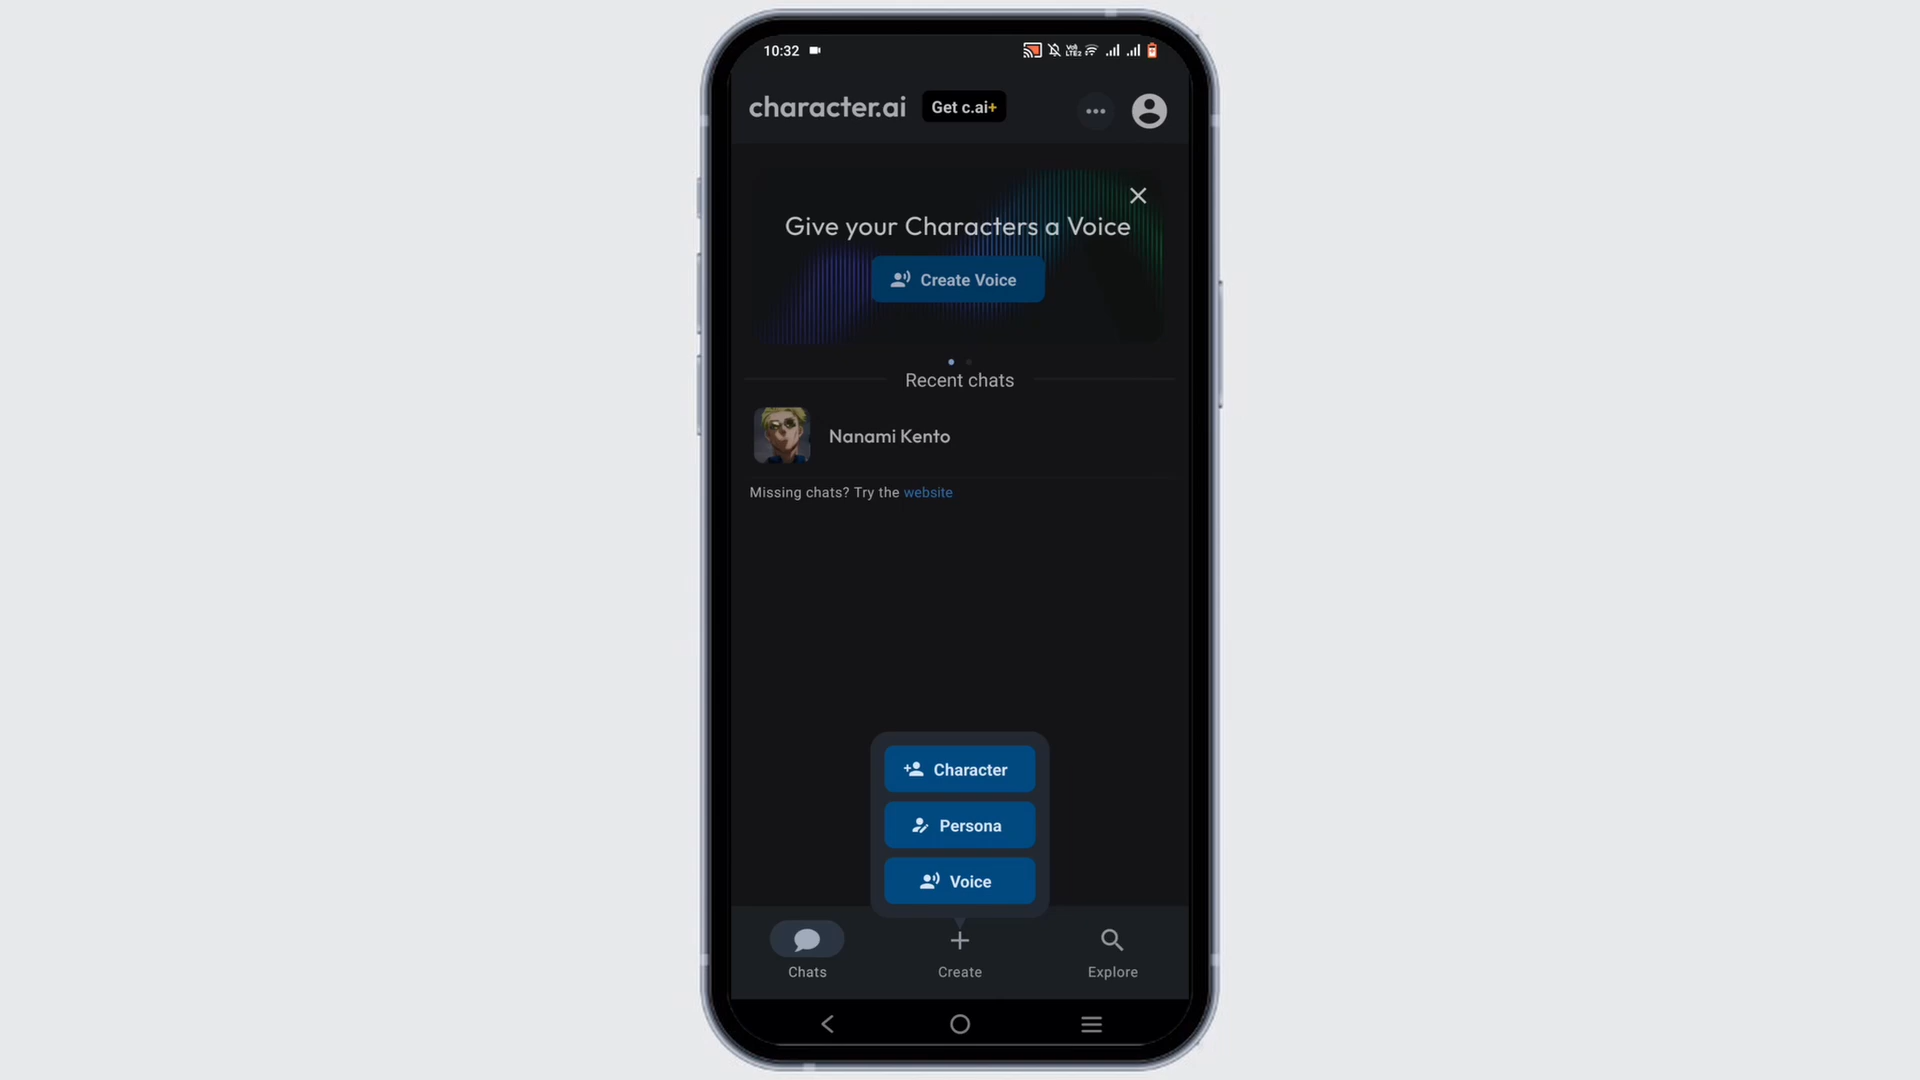 10:32
character.ai
Get c.ai+
Give your Characters a Voice
Create Voice
Recent chats
Nanami Kento
Missing chats? Try the website
Character
Persona
Voice
Chats
Create
Explore